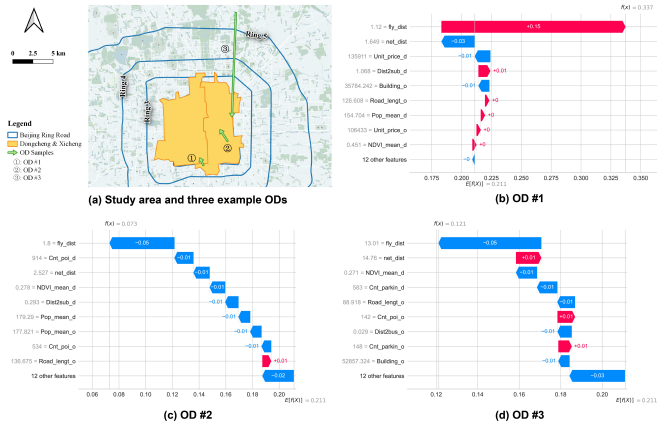 0 2.5 5 km
Legend
Beijing Ring Road
Dongcheng & Xicheng
OD Samples
① OD #1
② OD #2
③ OD #3
Ring 5
③
Ring 4
Ring 3
②
①
(a) Study area and three example ODs
f(x) = 0.337
1.12 = fly_dist +0.15
1.649 = net_dist −0.03
135911 = Unit_price_d −0.01
1.068 = Dist2sub_d +0.01
35784.242 = Building_o −0.01
126.808 = Road_lengt_o +0
154.704 = Pop_mean_d +0
106433 = Unit_price_o +0
0.451 = NDVI_mean_d +0
12 other features −0
0.175 0.200 0.225 0.250 0.275 0.300 0.325
E[f(X)] = 0.211
(b) OD #1
f(x) = 0.073
1.8 = fly_dist −0.05
914 = Cnt_poi_d −0.01
2.527 = net_dist −0.01
0.278 = NDVI_mean_d −0.01
0.293 = Dist2sub_d −0.01
179.29 = Pop_mean_d −0.01
177.821 = Pop_mean_o −0.01
534 = Cnt_poi_o −0.01
136.675 = Road_lengt_o +0.01
12 other features −0.02
0.06 0.08 0.10 0.12 0.14 0.16 0.18 0.20
E[f(X)] = 0.211
(c) OD #2
f(x) = 0.121
13.01 = fly_dist −0.05
14.76 = net_dist +0.01
0.271 = NDVI_mean_d −0.01
583 = Cnt_parkin_d −0.01
68.918 = Road_lengt_o −0.01
142 = Cnt_poi_o +0.01
0.029 = Dist2bus_o −0.01
148 = Cnt_parkin_o +0.01
52857.324 = Building_o −0.01
12 other features −0.03
0.12 0.14 0.16 0.18 0.20
E[f(X)] = 0.211
(d) OD #3